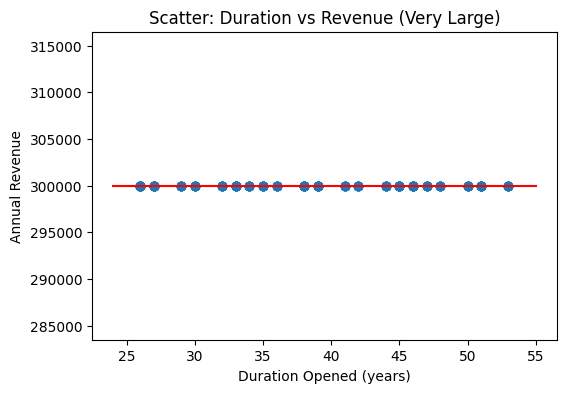 Scatter: Duration vs Revenue (Very Large)
315000
310000
305000
300000
295000
290000
285000
Annual Revenue
25 30 35 40 45 50 55
Duration Opened (years)